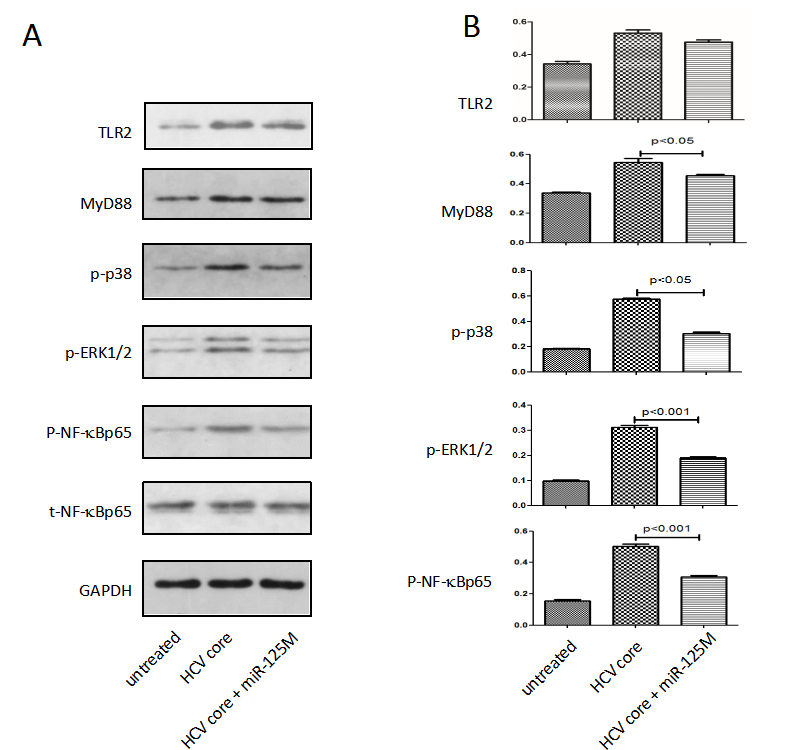 A
TLR2
MyD88
p-p38
p-ERK1/2
P-NF-κBp65
t-NF-κBp65
GAPDH
untreated
HCV core
HCV core + miR-125M
B
TLR2
0.6
0.4
0.2
0.0
MyD88
p<0.05
0.6
0.4
0.2
0.0
p-p38
p<0.05
0.8
0.6
0.4
0.2
0.0
p-ERK1/2
p<0.001
0.4
0.3
0.2
0.1
0.0
P-NF-κBp65
p<0.001
0.6
0.4
0.2
0.0
untreated
HCV core
HCV core + miR-125M